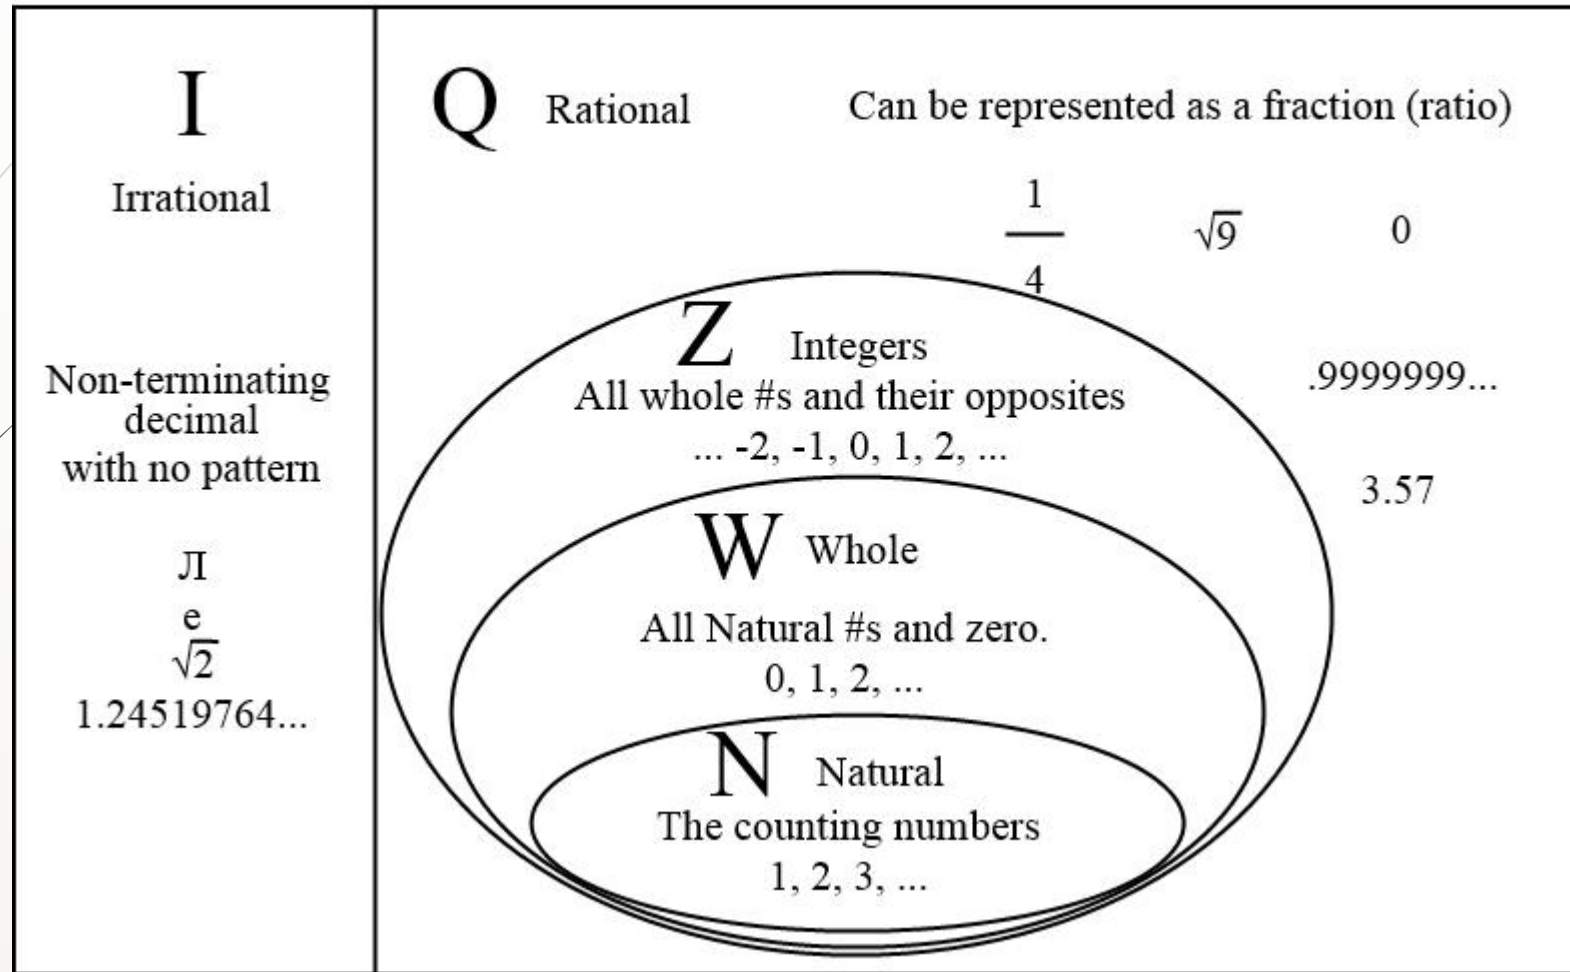 I
Irrational
Non-terminating
decimal
with no pattern
Л
e
√2
1.24519764...
Q Rational Can be represented as a fraction (ratio)
1
4
√9 0
.9999999...
3.57
Z Integers
All whole #s and their opposites
... -2, -1, 0, 1, 2, ...
W Whole
All Natural #s and zero.
0, 1, 2, ...
N Natural
The counting numbers
1, 2, 3, ...